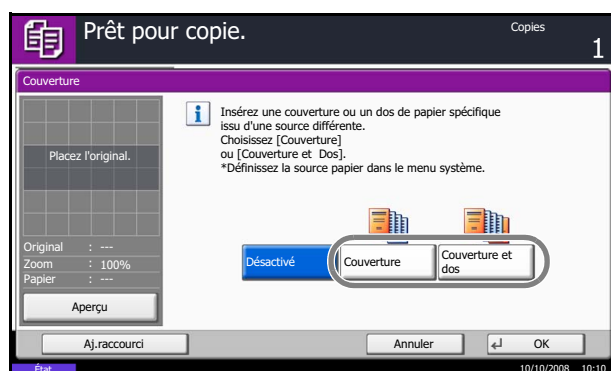 Prêt pour copie.
Copies
1
Couverture
Placez l'original.
Original : ---
Zoom : 100%
Papier : ---
Aperçu
i
Insérez une couverture ou un dos de papier spécifique
issu d'une source différente.
Choisissez [Couverture]
ou [Couverture et Dos].
*Définissez la source papier dans le menu système.
Désactivé
Couverture
Couverture et
dos
Aj.raccourci
Annuler
OK
État
10/10/2008 10:10